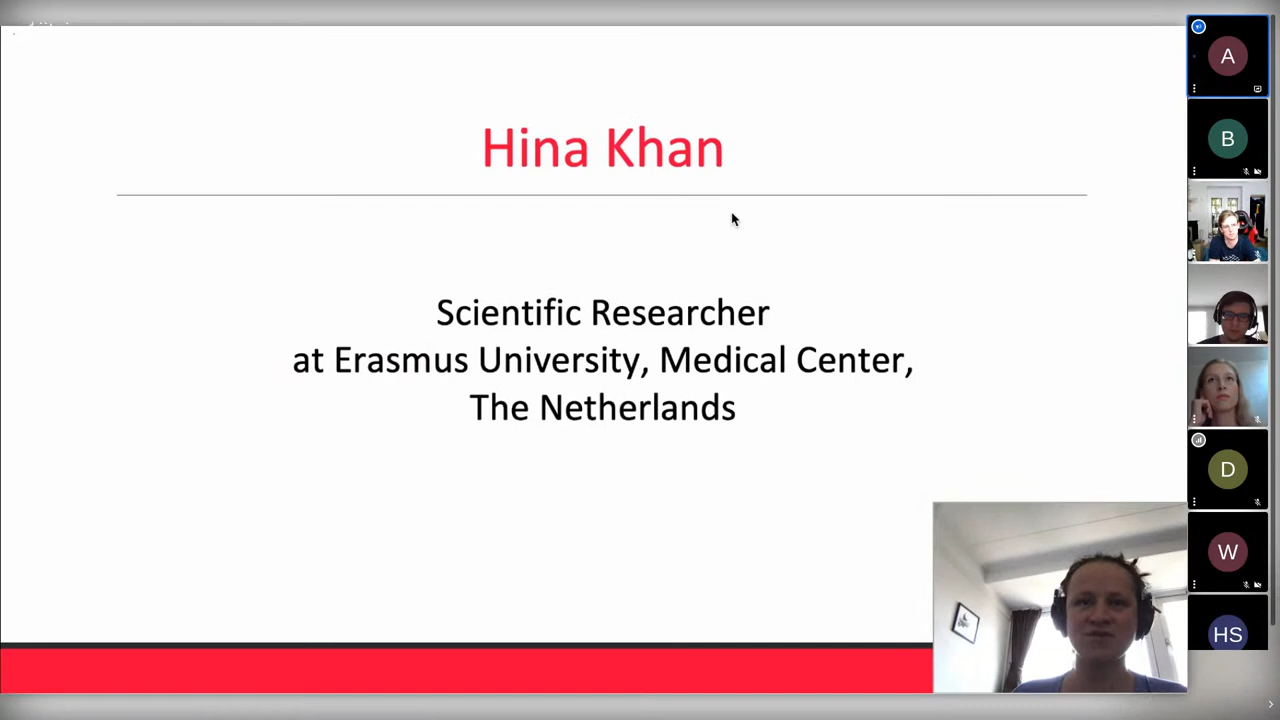 Hina Khan
Scientific Researcher
at Erasmus University, Medical Center,
The Netherlands
A
B
D
W
HS